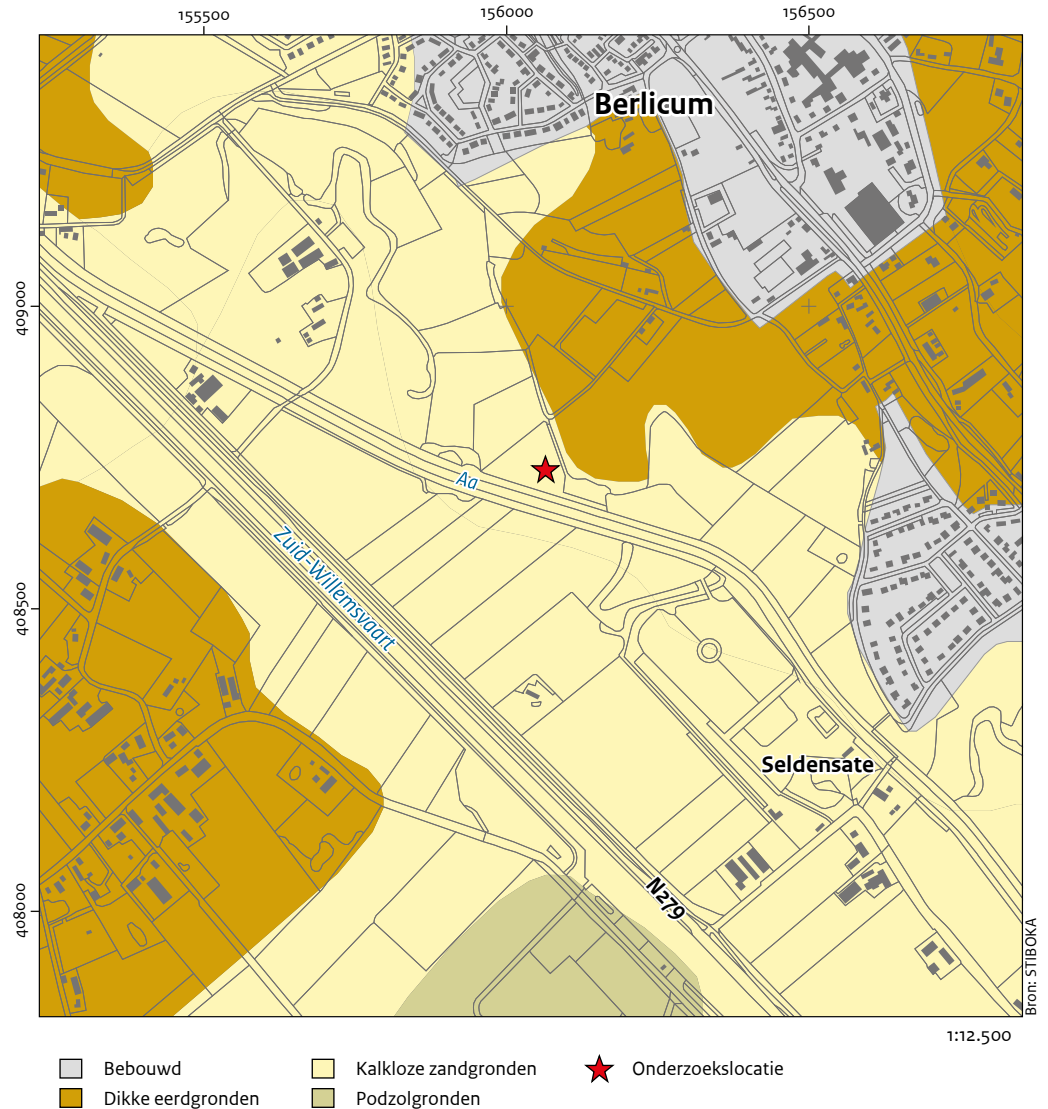 155500 156000 156500
Berlicum
409000
Aa
Zuid-Willemsvaart
408500
Seldensate
N279
408000
Bron: STIBOKA
1:12.500
Bebouwd Kalkloze zandgronden Onderzoekslocatie
Dikke eerdgronden Podzolgronden